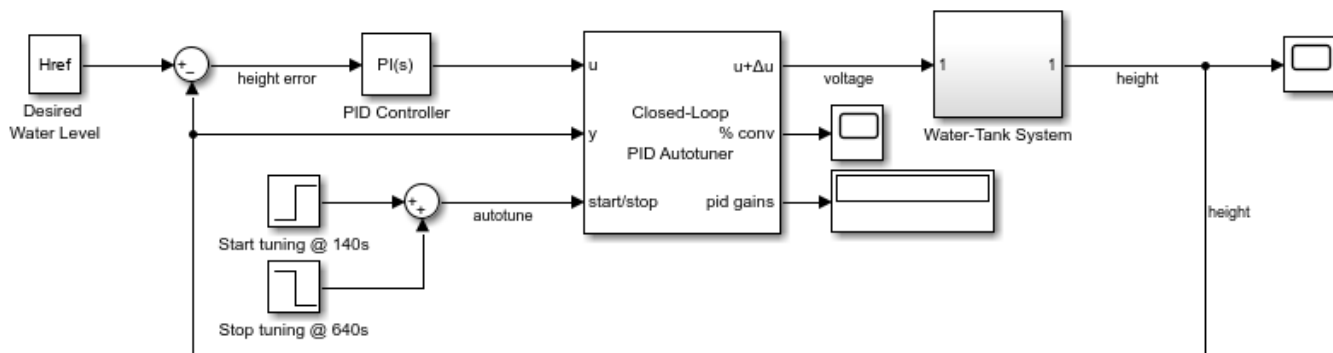 Href
Desired
Water Level
+
−
height error
PI(s)
PID Controller
u
y
start/stop
Closed-Loop
PID Autotuner
u+Δu
% conv
pid gains
voltage
1
1
Water-Tank System
height
height
+
+
autotune
Start tuning @ 140s
Stop tuning @ 640s